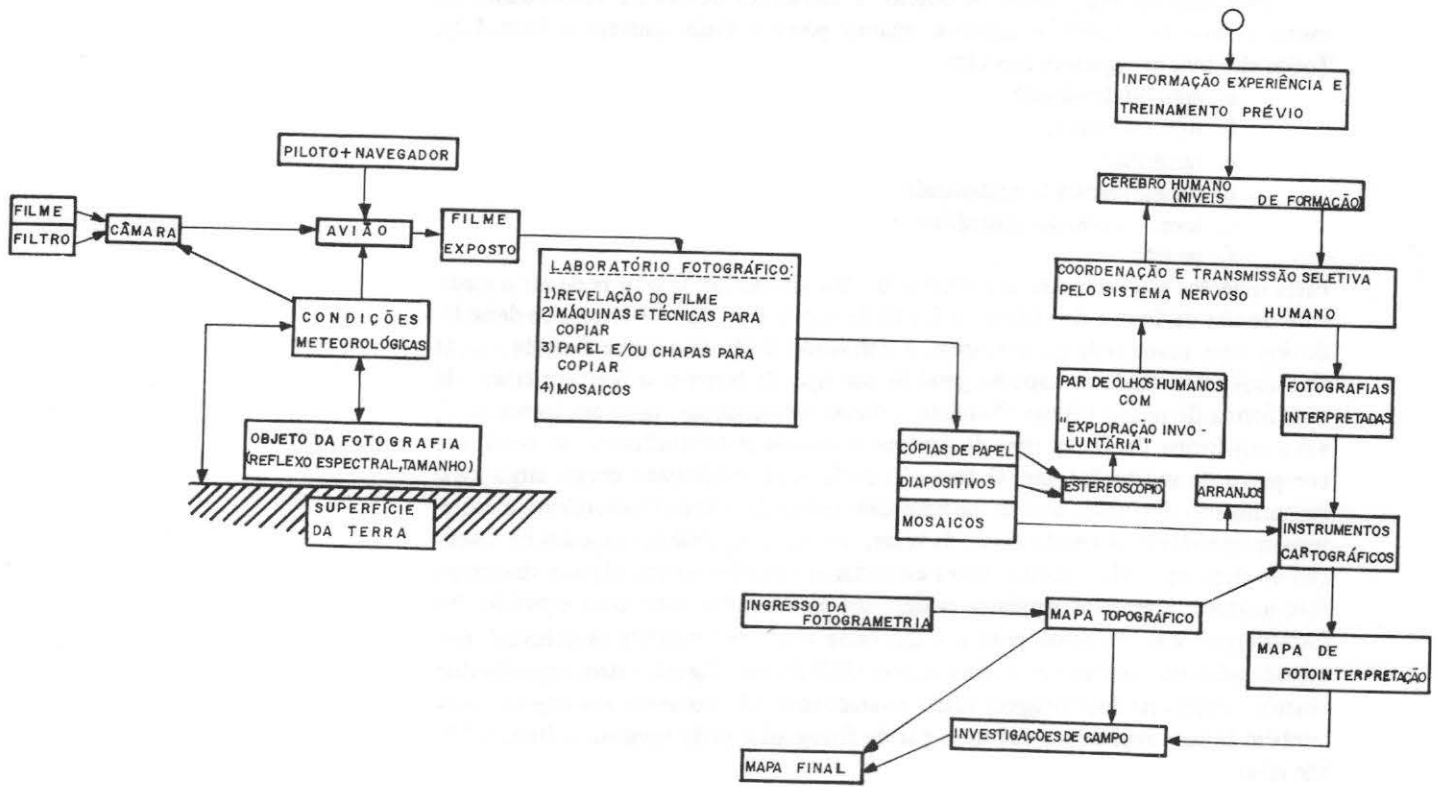 PILOTO+NAVEGADOR
FILME
FILTRO
CÂMARA
AVIÃO
FILME
EXPOSTO
CONDIÇÕES
METEOROLÓGICAS
OBJETO DA FOTOGRAFIA
(REFLEXO ESPECTRAL,TAMANHO)
SUPERFÍCIE
DA TERRA
LABORATÓRIO FOTOGRÁFICO:
1)REVELAÇÃO DO FILME
2)MÁQUINAS E TÉCNICAS PARA
COPIAR
3)PAPEL E/OU CHAPAS PARA
COPIAR
4)MOSAICOS
INFORMAÇÃO EXPERIÊNCIA E
TREINAMENTO PRÉVIO
CEREBRO HUMANO
(NIVEIS DE FORMAÇÃO)
COORDENAÇÃO E TRANSMISSÃO SELETIVA
PELO SISTEMA NERVOSO
HUMANO
PAR DE OLHOS HUMANOS
COM
"EXPLORAÇÃO INVO-
LUNTÁRIA"
FOTOGRAFIAS
INTERPRETADAS
CÓPIAS DE PAPEL
DIAPOSITIVOS
MOSAICOS
ESTEREOSCÓPIO
ARRANJOS
INSTRUMENTOS
CARTOGRÁFICOS
INGRESSO DA
FOTOGRAMETRIA
MAPA TOPOGRÁFICO
MAPA DE
FOTOINTERPRETAÇÃO
INVESTIGAÇÕES DE CAMPO
MAPA FINAL